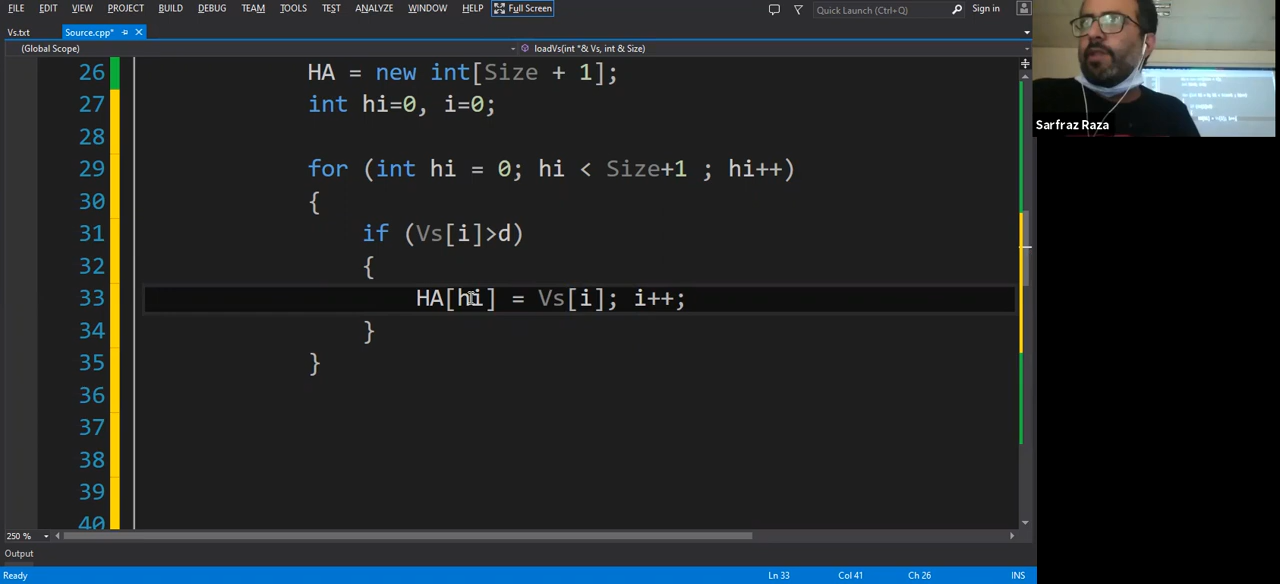 FILE EDIT VIEW PROJECT BUILD DEBUG TEAM TOOLS TEST ANALYZE WINDOW HELP Full Screen Quick Launch (Ctrl+Q) Sign in
Vs.txt Source.cpp*
(Global Scope) loadVs(int *& Vs, int & Size)
26 HA = new int[Size + 1];
27 int hi=0, i=0;
28
29 for (int hi = 0; hi < Size+1 ; hi++)
30 {
31 if (Vs[i]>d)
32 {
33 HA[hi] = Vs[i]; i++;
34 }
35 }
36
37
38
39
40
Sarfraz Raza
250 %
Output
Ready Ln 33 Col 41 Ch 26 INS